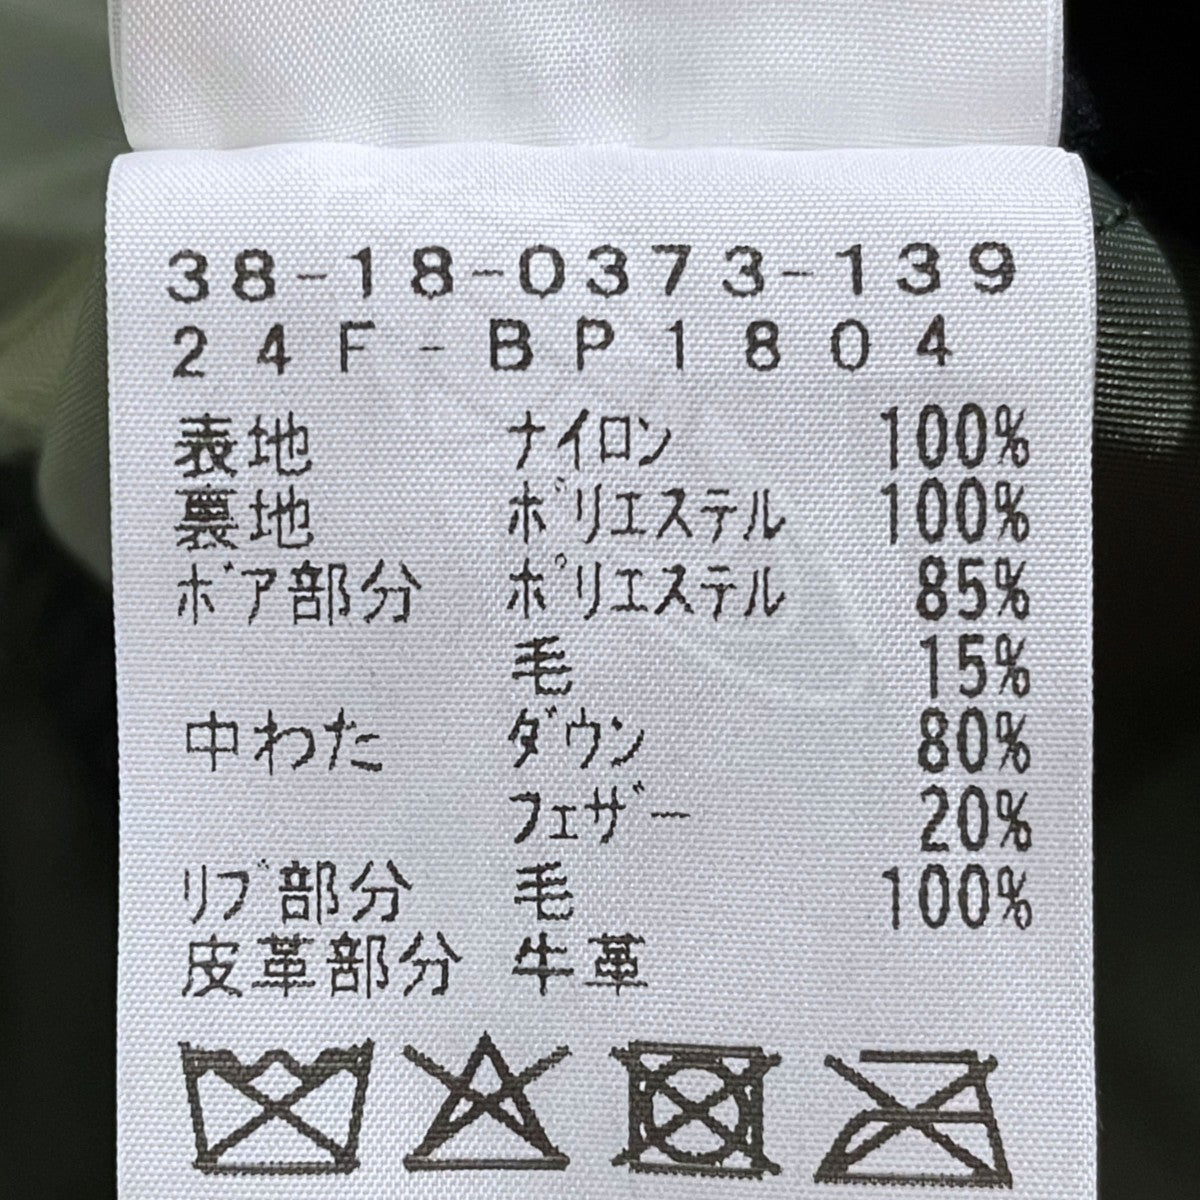 38-18-0373-139
24F-BP1804
表地 ナイロン 100%
裏地 ポリエステル 100%
ボア部分 ポリエステル 85%
毛 15%
中わた ダウン 80%
フェザー 20%
リブ部分 毛 100%
皮革部分 牛革